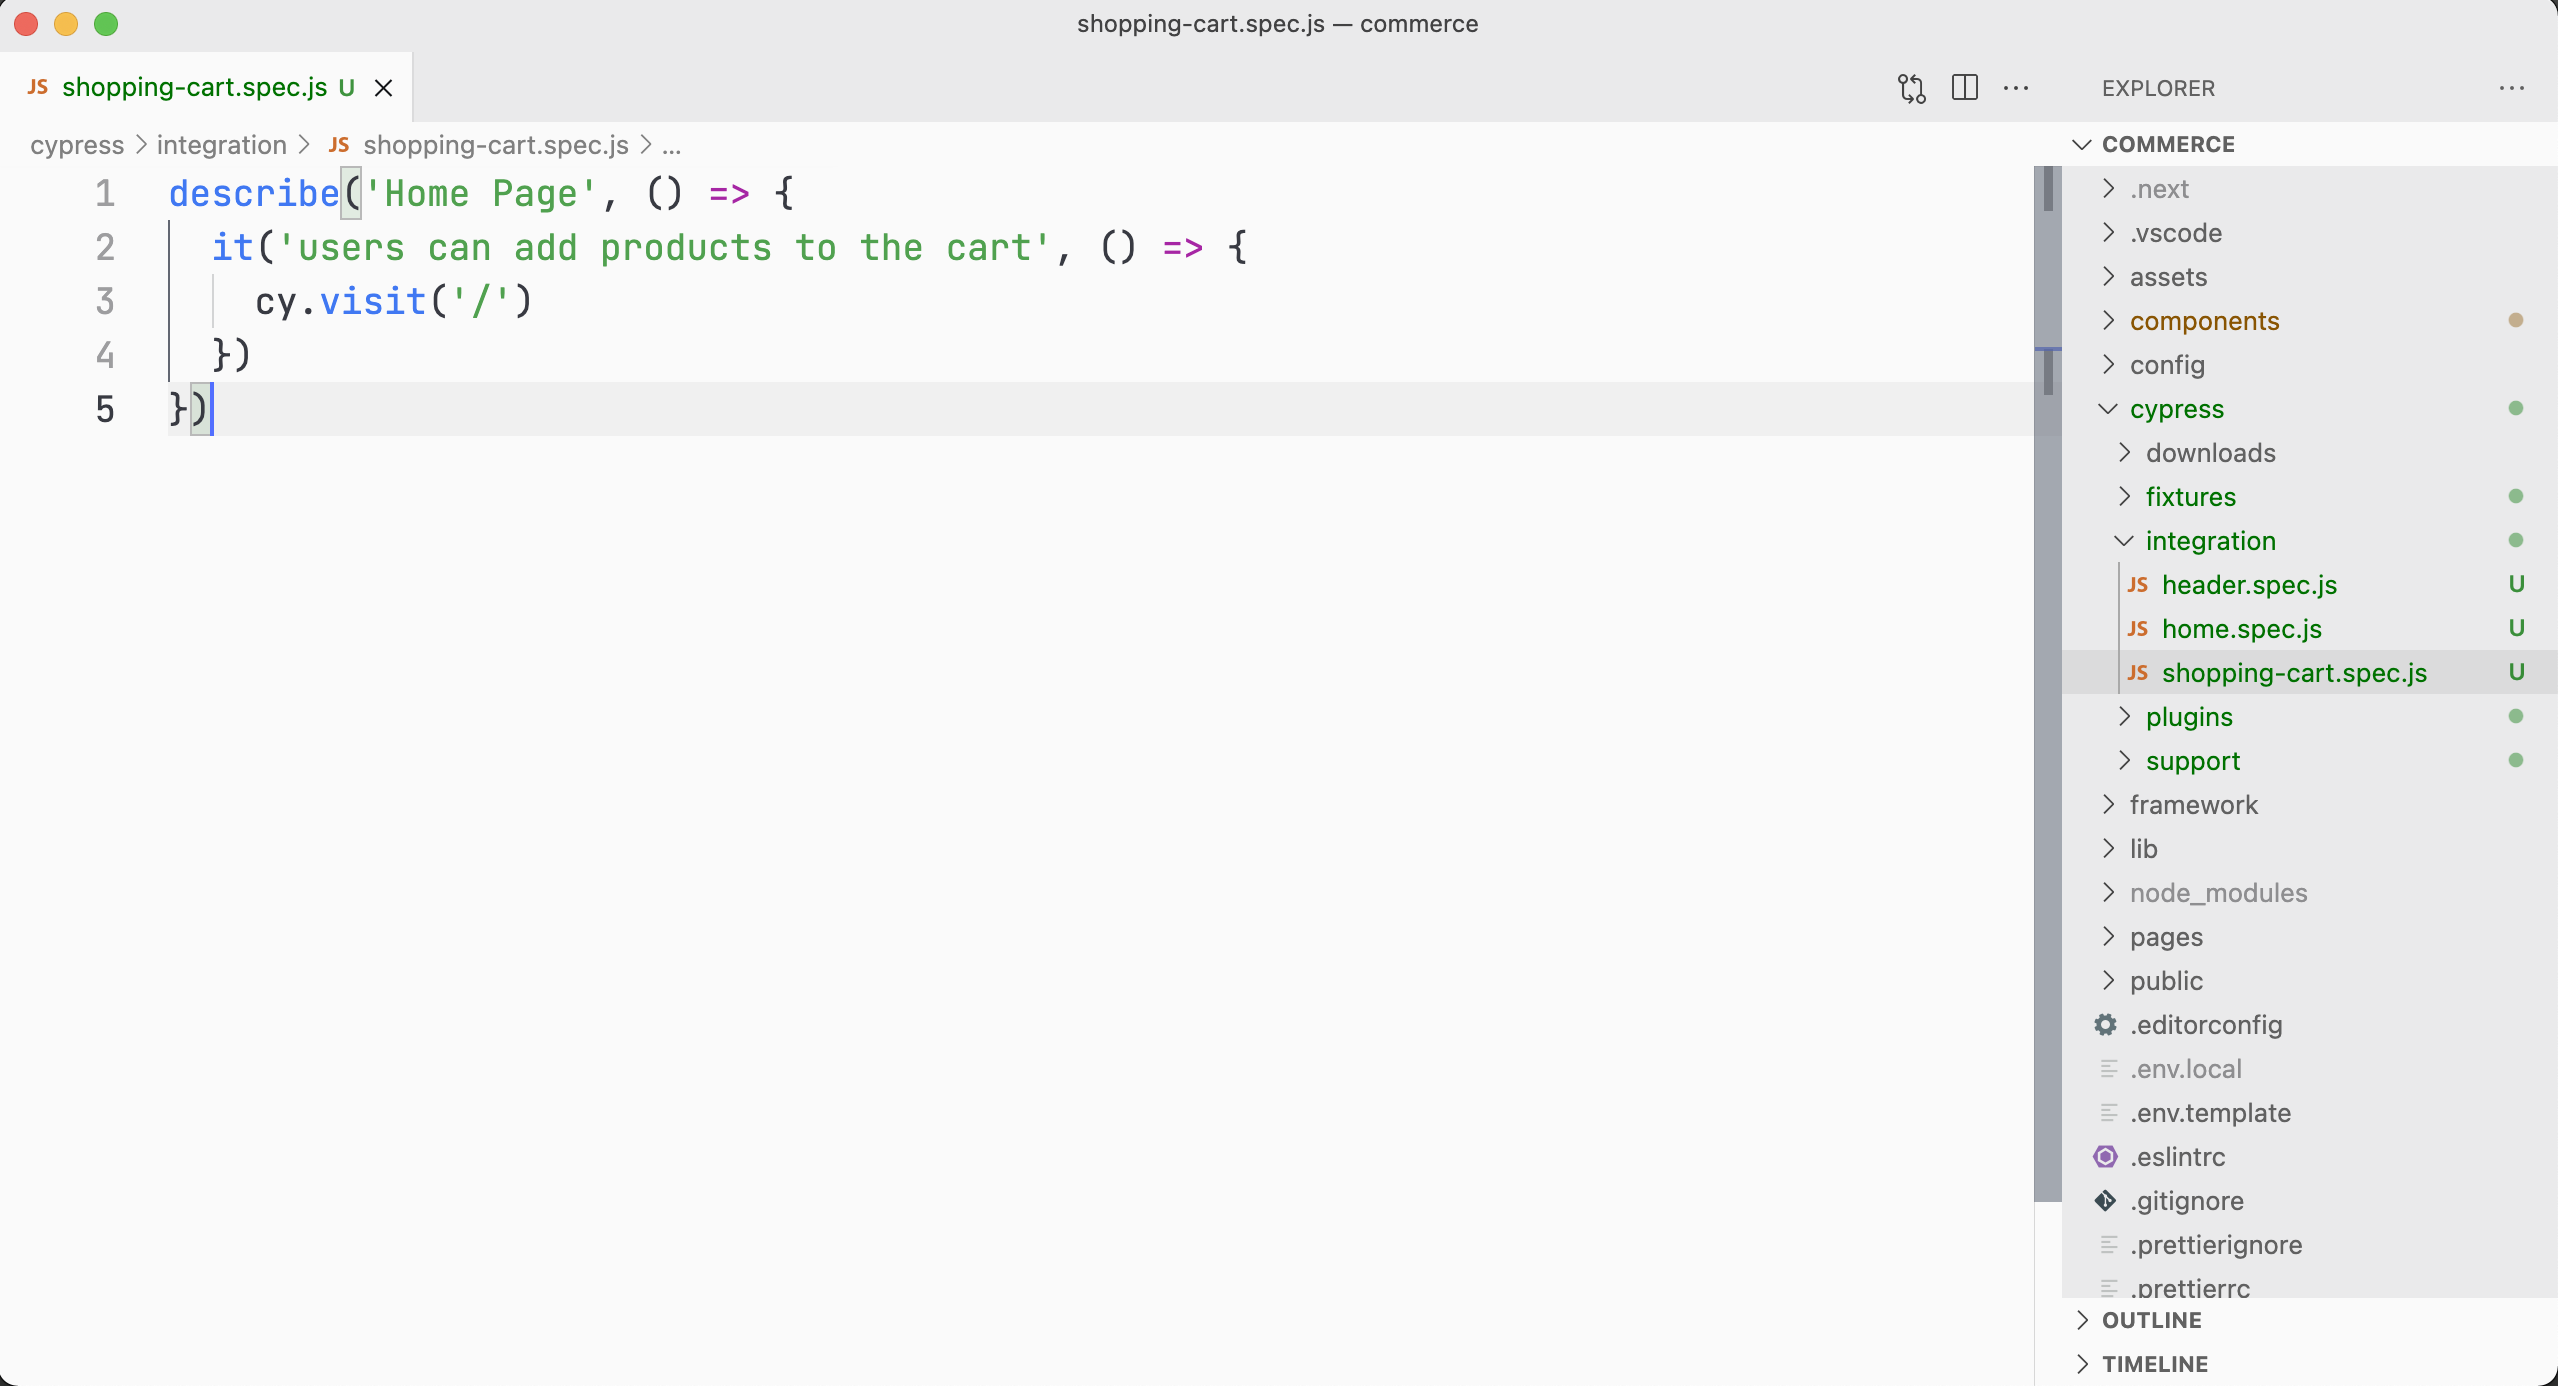 shopping-cart.spec.js — commerce
JS shopping-cart.spec.js U
EXPLORER
cypress > integration > JS shopping-cart.spec.js > ...
1 describe('Home Page', () => {
2 it('users can add products to the cart', () => {
3 cy.visit('/')
4 })
5 })
COMMERCE
.next
.vscode
assets
components
config
cypress
downloads
fixtures
integration
JS header.spec.js U
JS home.spec.js U
JS shopping-cart.spec.js U
plugins
support
framework
lib
node_modules
pages
public
.editorconfig
.env.local
.env.template
.eslintrc
.gitignore
.prettierignore
.prettierrc
OUTLINE
TIMELINE